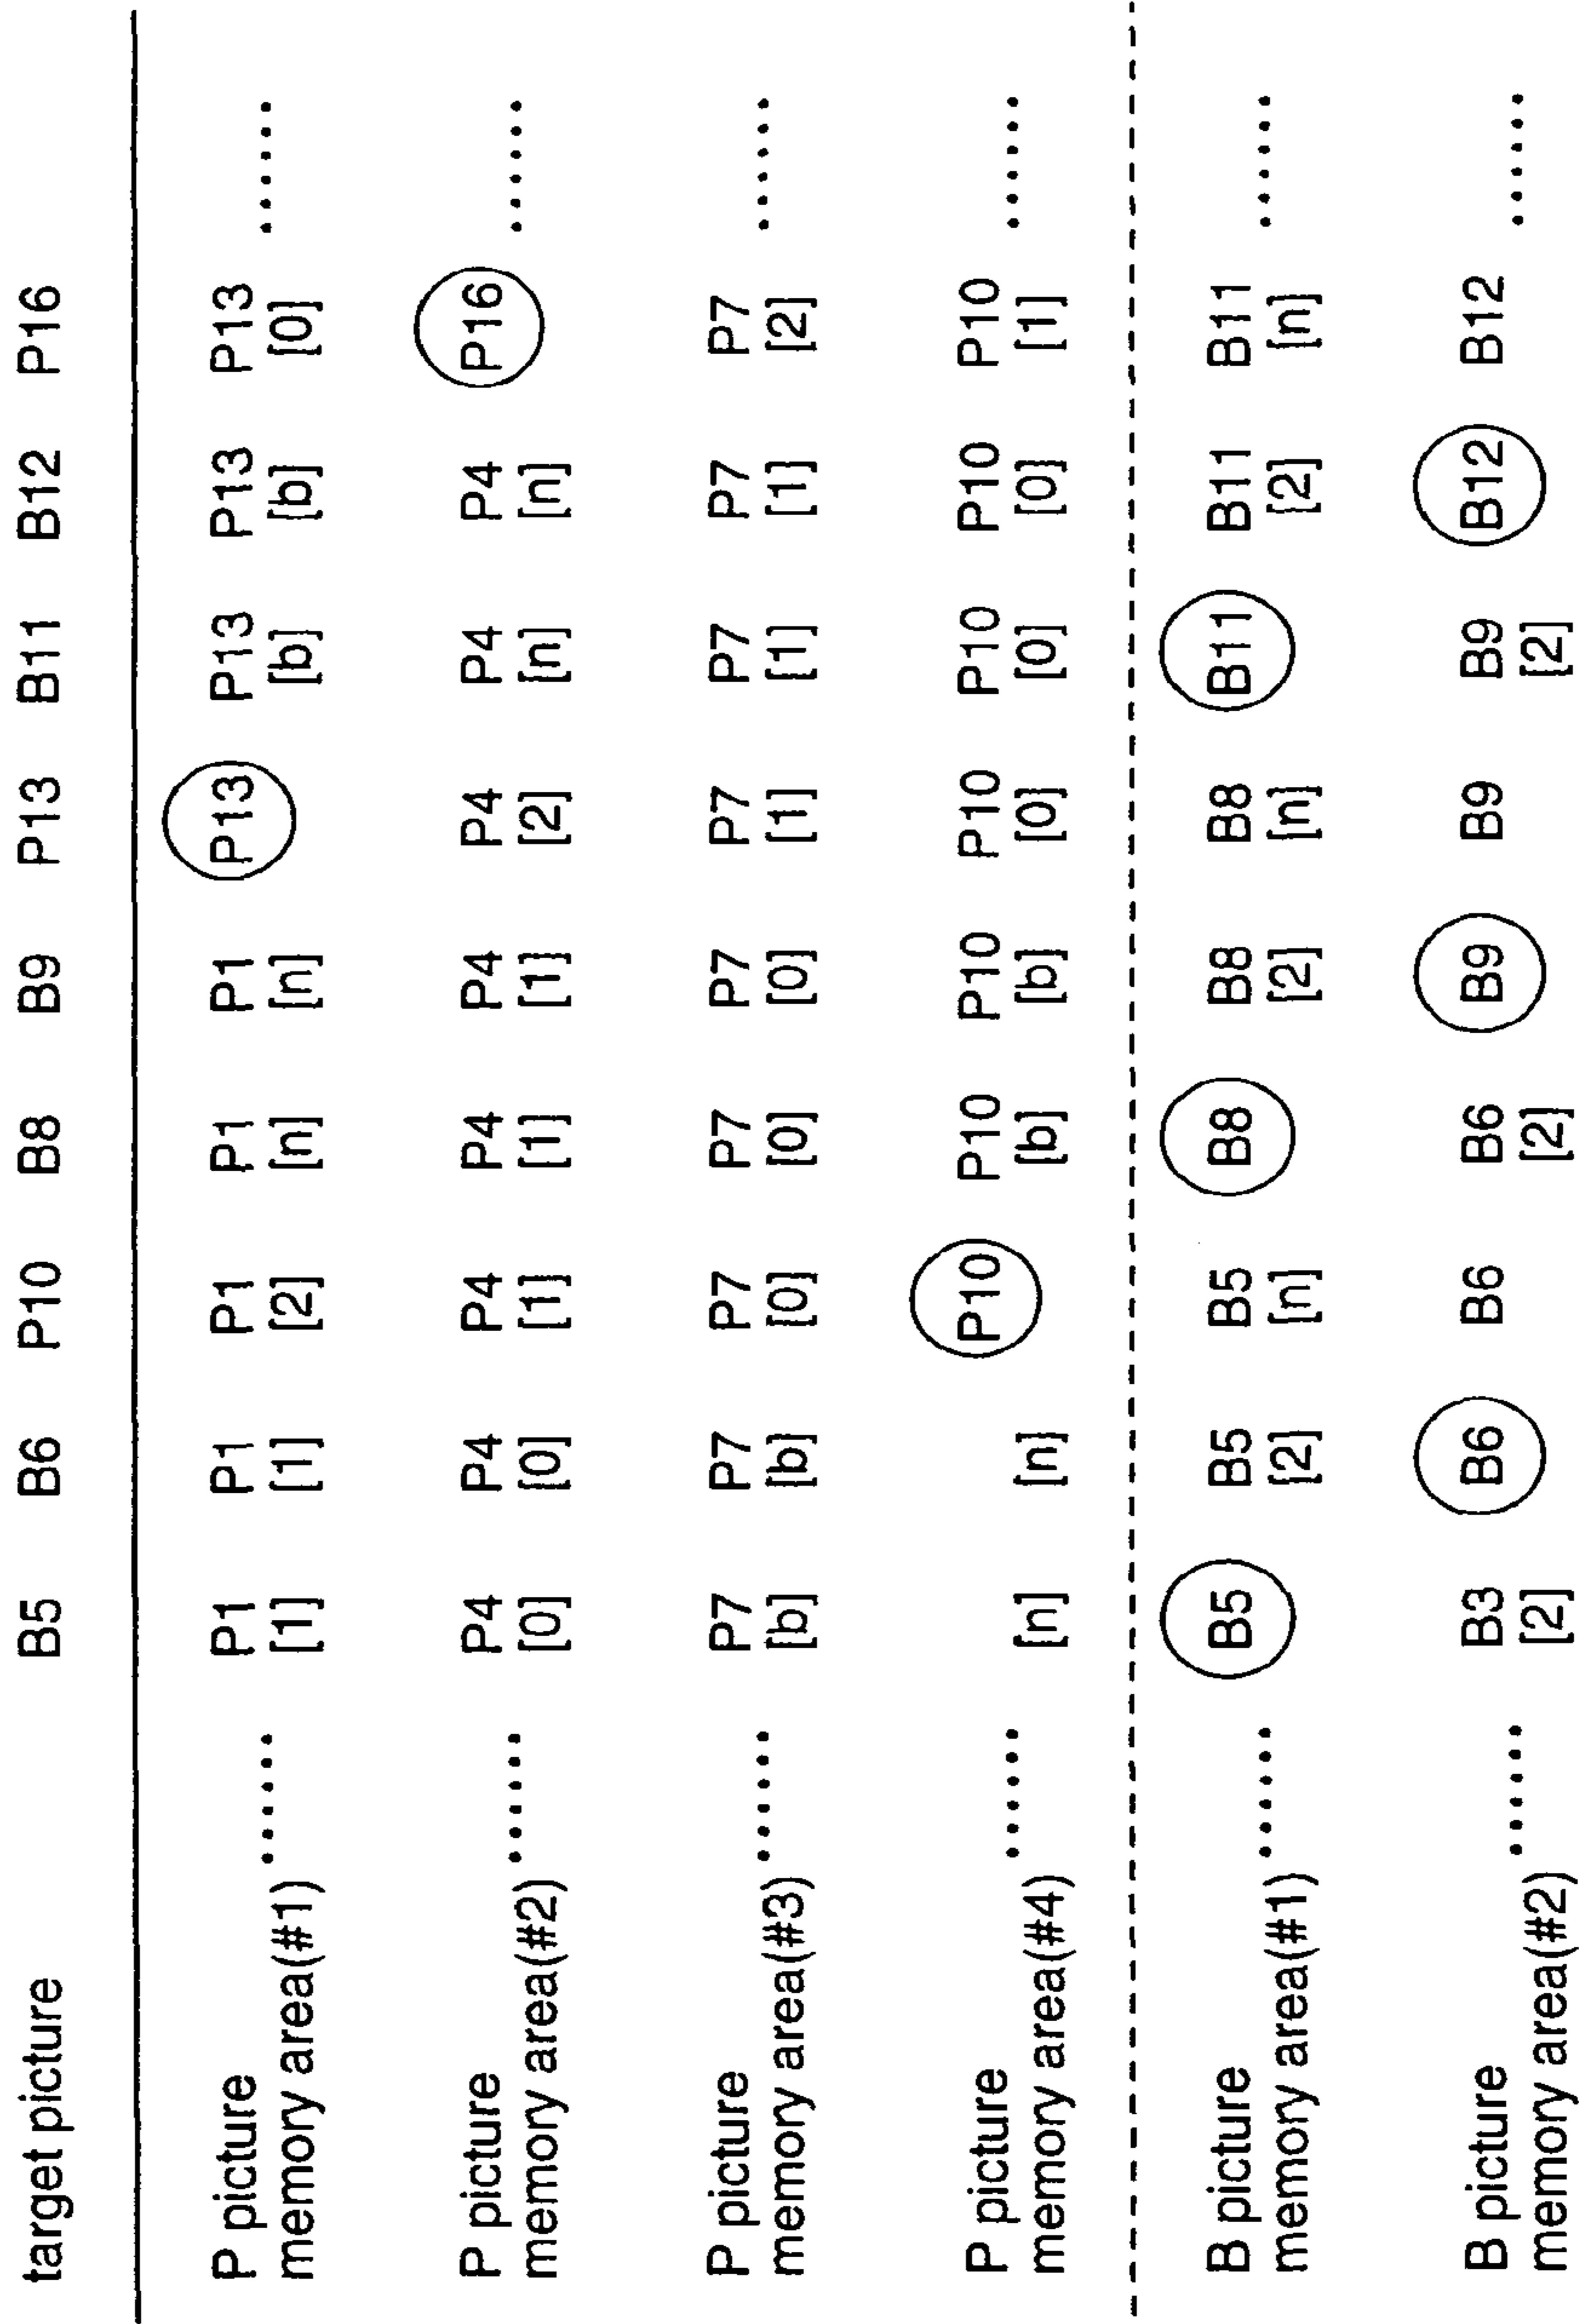 target picture B5 B6 P10 B8 B9 P13 B11 B12 P16
P picture P1 P1 P1 P1 P1 P13 P13 P13 P13
memory area(#1) ······ [1] [1] [2] [n] [n] [b] [b] [0] ······
P picture P4 P4 P4 P4 P4 P4 P4 P4 P16
memory area(#2) ······ [0] [0] [1] [1] [1] [2] [n] [n] ······
P picture P7 P7 P7 P7 P7 P7 P7 P7 P7
memory area(#3) ······ [b] [b] [0] [0] [0] [1] [1] [1] [2] ······
P picture P10 P10 P10 P10 P10 P10 P10
memory area(#4) ······ [n] [n] [b] [b] [0] [0] [0] [1] ······
B picture B5 B5 B5 B8 B8 B8 B11 B11 B11
memory area(#1) ······ [2] [n] [2] [n] [2] [n] ······
B picture B3 B6 B6 B6 B9 B9 B9 B12 B12
memory area(#2) ······ [2] [2] [2] ······